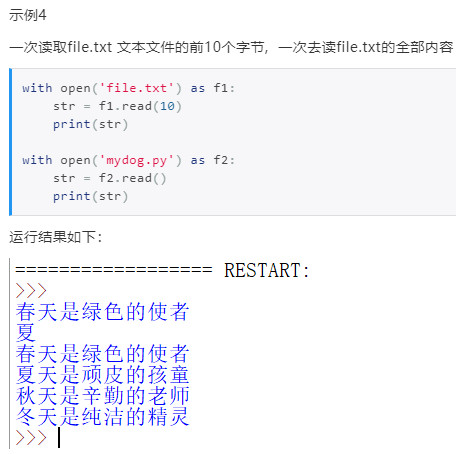 示例4
一次读取file.txt 文本文件的前10个字节，一次去读file.txt的全部内容
with open('file.txt') as f1:
    str = f1.read(10)
    print(str)
with open('mydog.py') as f2:
    str = f2.read()
    print(str)
运行结果如下：
================== RESTART:
>>>
春天是绿色的使者
夏
春天是绿色的使者
夏天是顽皮的孩童
秋天是辛勤的老师
冬天是纯洁的精灵
>>>